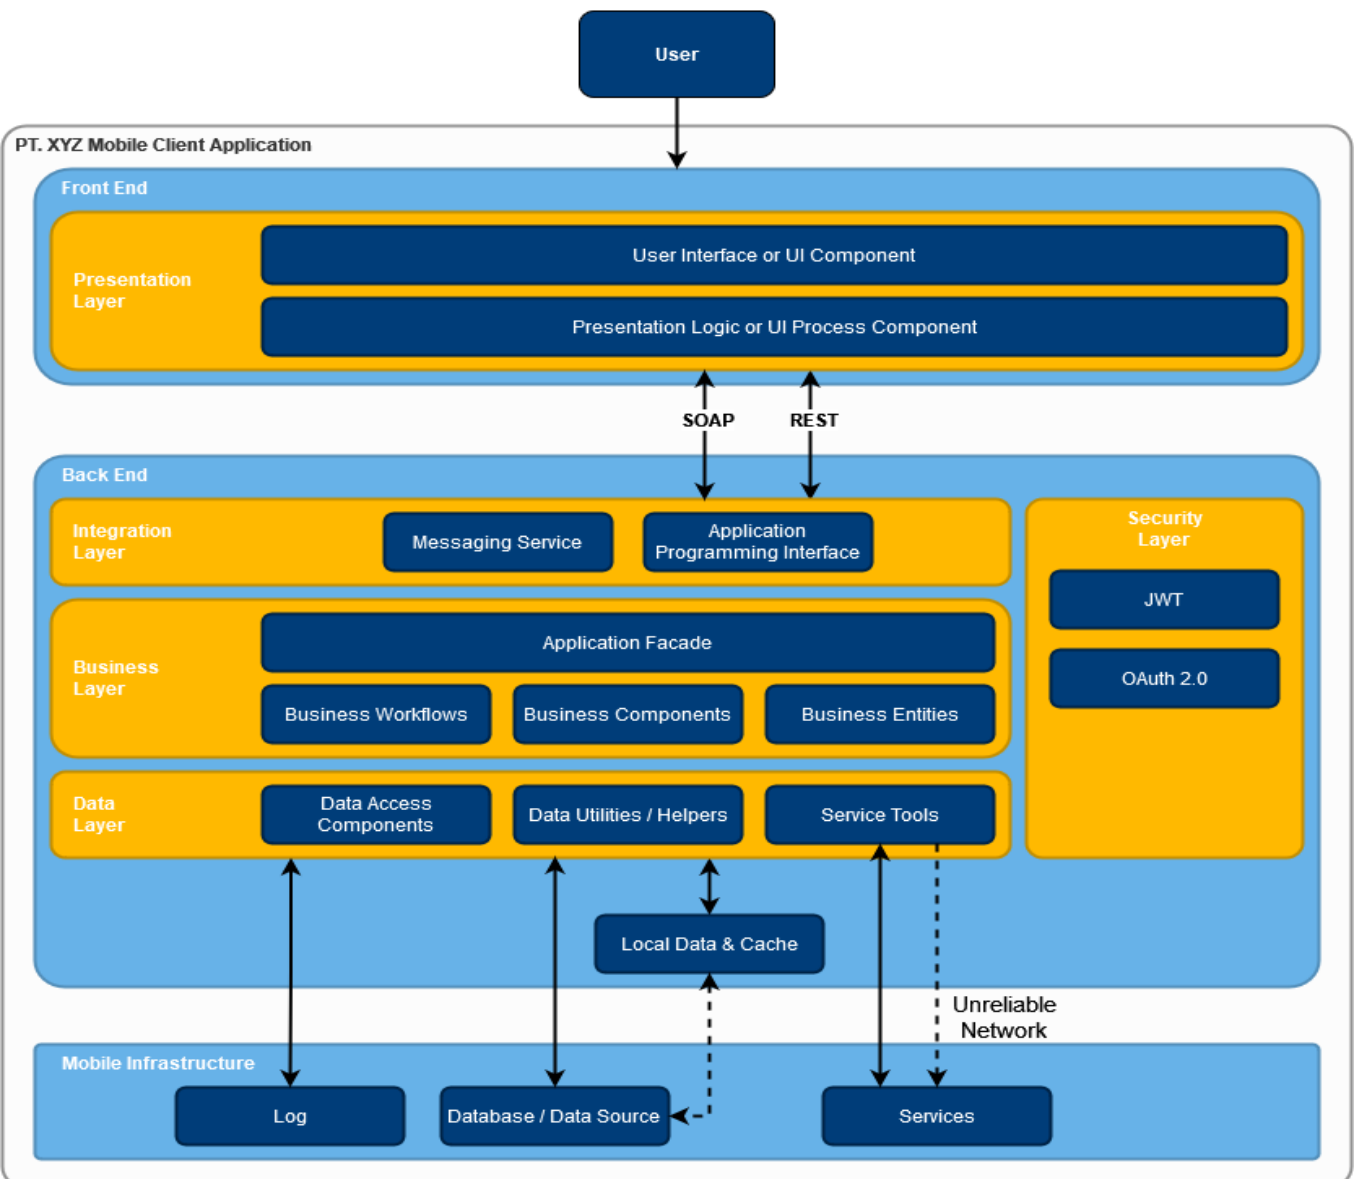 User
PT. XYZ Mobile Client Application
Front End
Presentation
Layer
User Interface or UI Component
Presentation Logic or UI Process Component
SOAP
REST
Back End
Integration
Layer
Messaging Service
Application
Programming Interface
Security
Layer
JWT
OAuth 2.0
Business
Layer
Application Facade
Business Workflows
Business Components
Business Entities
Data
Layer
Data Access
Components
Data Utilities / Helpers
Service Tools
Local Data & Cache
Unreliable
Network
Mobile Infrastructure
Log
Database / Data Source
Services